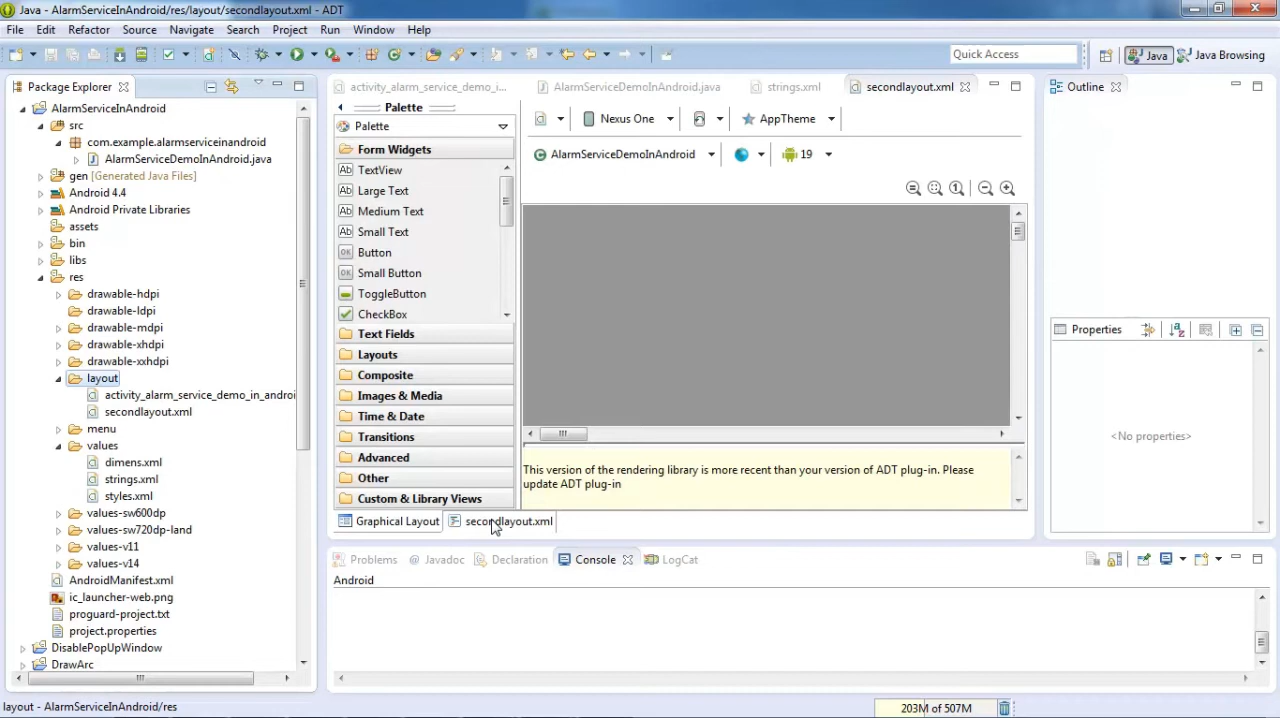 Java - AlarmServiceInAndroid/res/layout/secondlayout.xml - ADT
File Edit Refactor Source Navigate Search Project Run Window Help
Quick Access
Java
Java Browsing
Package Explorer
AlarmServiceInAndroid
src
com.example.alarmserviceinandroid
AlarmServiceDemoInAndroid.java
gen [Generated Java Files]
Android 4.4
Android Private Libraries
assets
bin
libs
res
drawable-hdpi
drawable-ldpi
drawable-mdpi
drawable-xhdpi
drawable-xxhdpi
layout
activity_alarm_service_demo_in_androi
secondlayout.xml
menu
values
dimens.xml
strings.xml
styles.xml
values-sw600dp
values-sw720dp-land
values-v11
values-v14
AndroidManifest.xml
ic_launcher-web.png
proguard-project.txt
project.properties
DisablePopUpWindow
DrawArc
activity_alarm_service_demo_i...
AlarmServiceDemoInAndroid.java
strings.xml
secondlayout.xml
Palette
Palette
Form Widgets
Ab TextView
Ab Large Text
Ab Medium Text
Ab Small Text
OK Button
OK Small Button
ToggleButton
CheckBox
Text Fields
Layouts
Composite
Images & Media
Time & Date
Transitions
Advanced
Other
Custom & Library Views
Nexus One
AppTheme
AlarmServiceDemoInAndroid
19
This version of the rendering library is more recent than your version of ADT plug-in. Please
update ADT plug-in
Graphical Layout
secondlayout.xml
Outline
Properties
<No properties>
Problems
@ Javadoc
Declaration
Console
LogCat
Android
layout - AlarmServiceInAndroid/res
203M of 507M